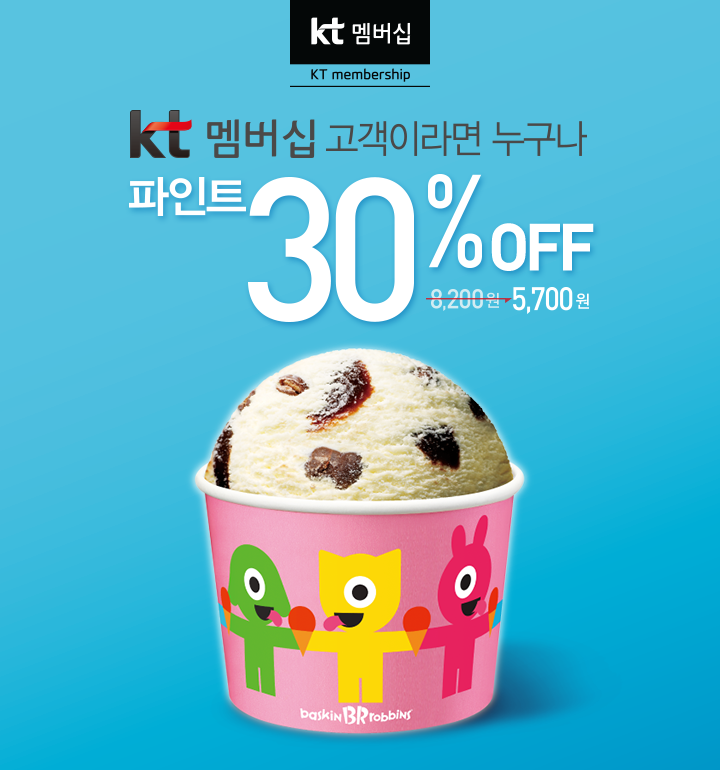 kt 멤버십
KT membership
kt 멤버십 고객이라면 누구나
파인트 30% OFF
8,200원 5,700원
baskin BR robbins